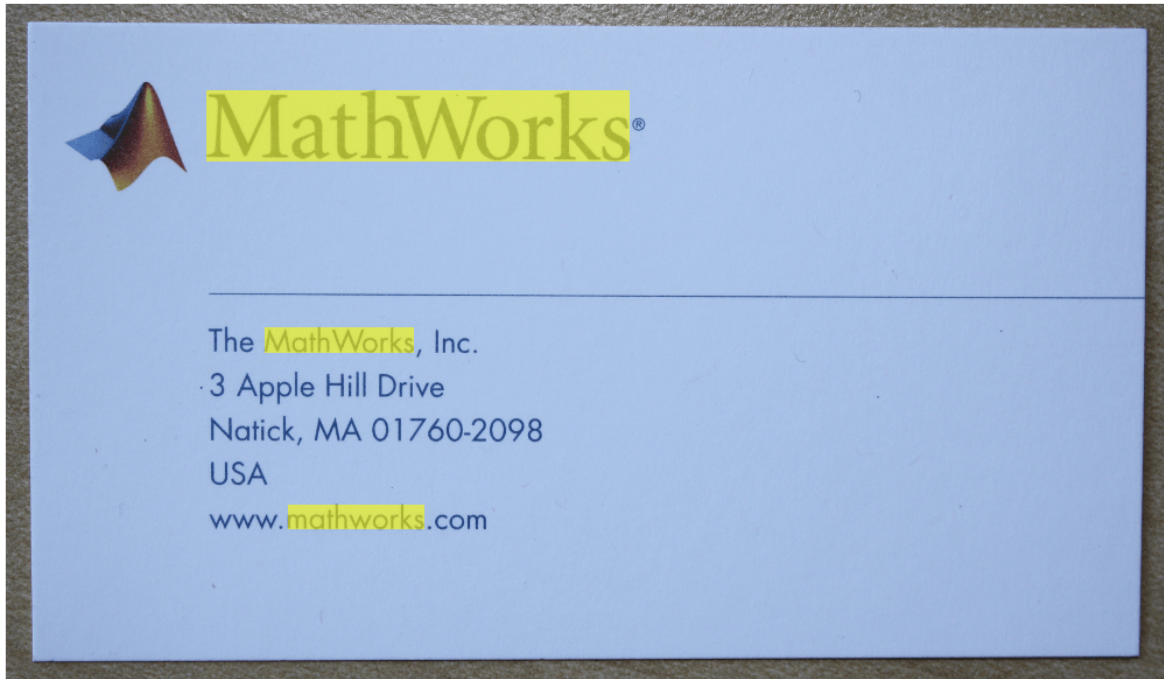 MathWorks®
The MathWorks, Inc.
3 Apple Hill Drive
Natick, MA 01760-2098
USA
www.mathworks.com